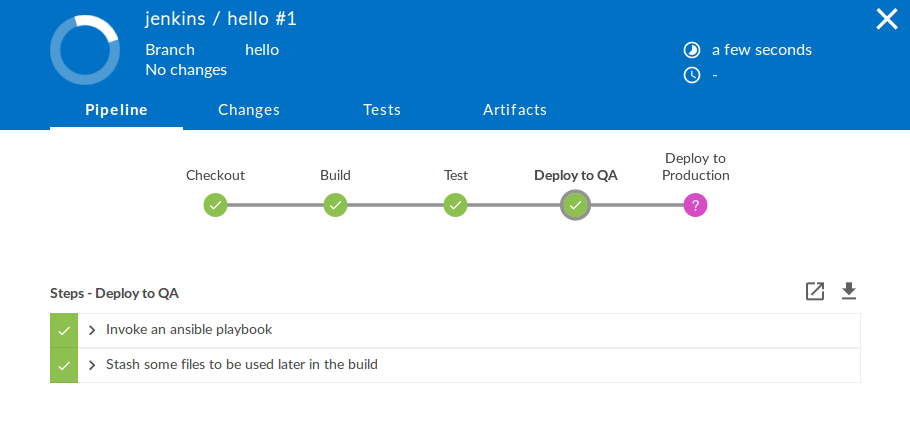 jenkins / hello #1
Branch hello
No changes
a few seconds
-
Pipeline Changes Tests Artifacts
Checkout Build Test Deploy to QA Deploy to
Production
?
Steps - Deploy to QA
Invoke an ansible playbook
Stash some files to be used later in the build